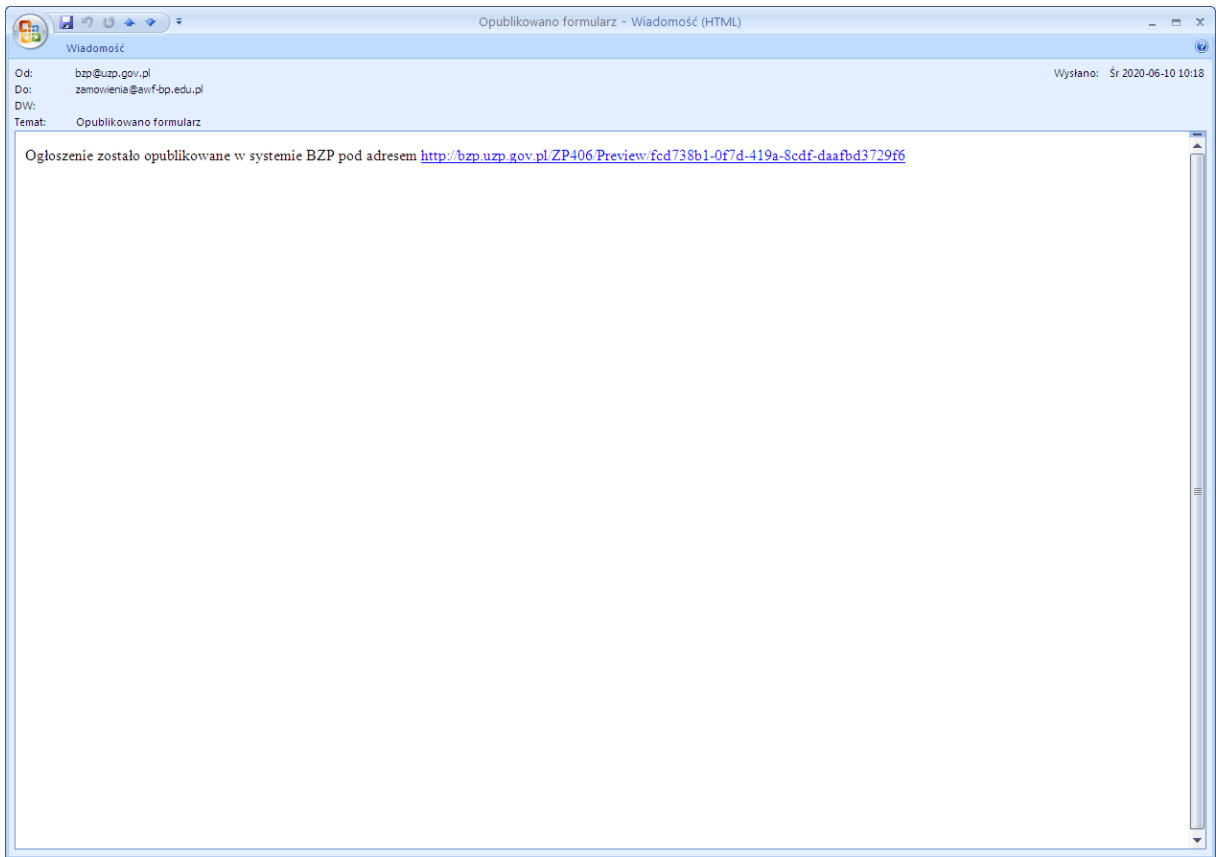 Opublikowano formularz - Wiadomość (HTML)
Wiadomość
Od: bzp@uzp.gov.pl Wysłano: Śr 2020-06-10 10:18
Do: zamowienia@awf-bp.edu.pl
DW:
Temat: Opublikowano formularz
Ogłoszenie zostało opublikowane w systemie BZP pod adresem http://bzp.uzp.gov.pl/ZP406/Preview/fcd738b1-0f7d-419a-8cdf-daafbd3729f6